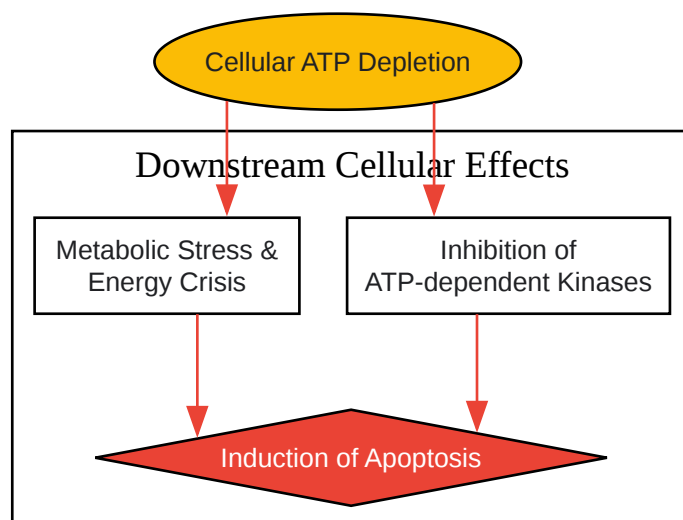 Cellular ATP Depletion
Downstream Cellular Effects
Metabolic Stress &
Energy Crisis
Inhibition of
ATP-dependent Kinases
Induction of Apoptosis